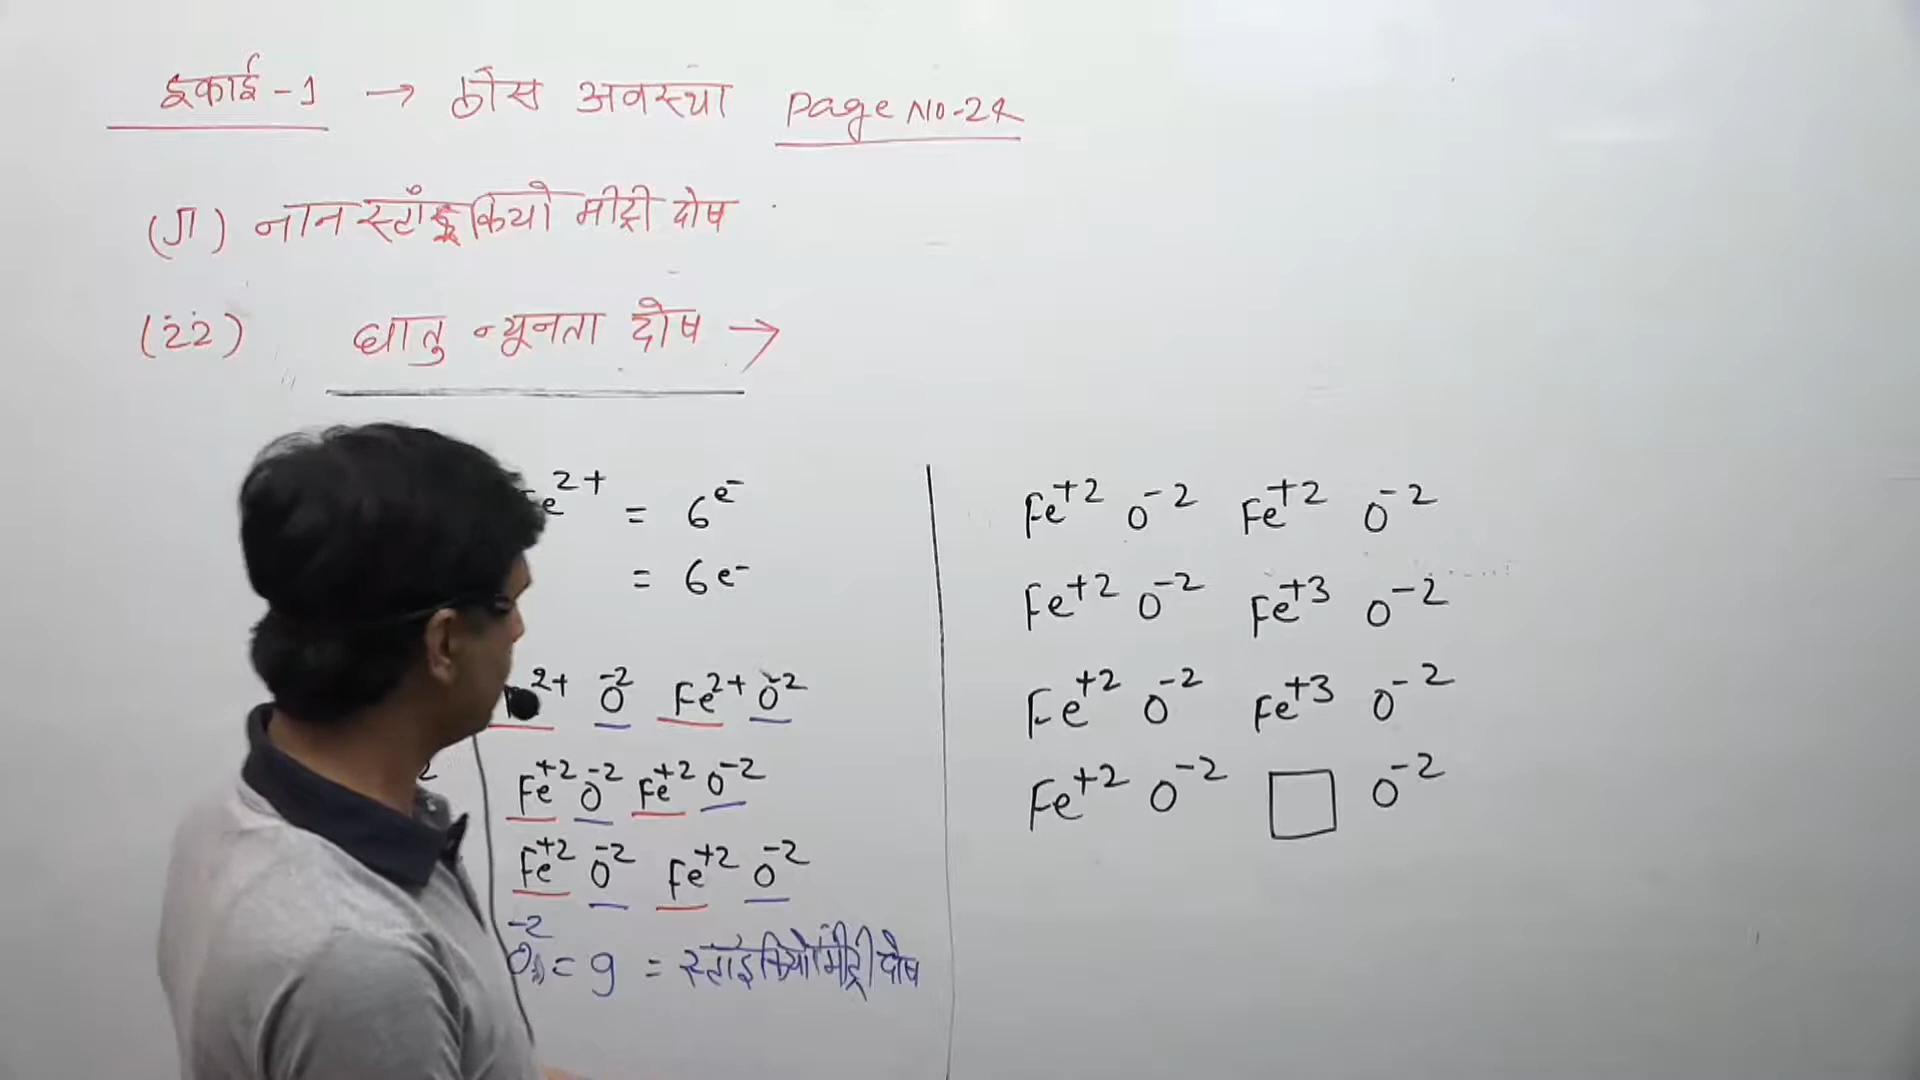 इकाई-1 → ठोस अवस्था Page No-24
(ग) नान स्टॉइकियो मीट्री दोष
(ii) धातु न्यूनता दोष →
Fe²⁺ = 6e⁻
= 6e⁻
²⁺ O⁻² Fe²⁺ O⁻²
Fe⁺² O⁻² Fe⁺² O⁻²
Fe⁺² O⁻² Fe⁺² O⁻²
= 9 = स्टाइकियोमिट्री दोष
Fe⁺² O⁻² Fe⁺² O⁻²
Fe⁺² O⁻² Fe⁺³ O⁻²
Fe⁺² O⁻² Fe⁺³ O⁻²
Fe⁺² O⁻² □ O⁻²